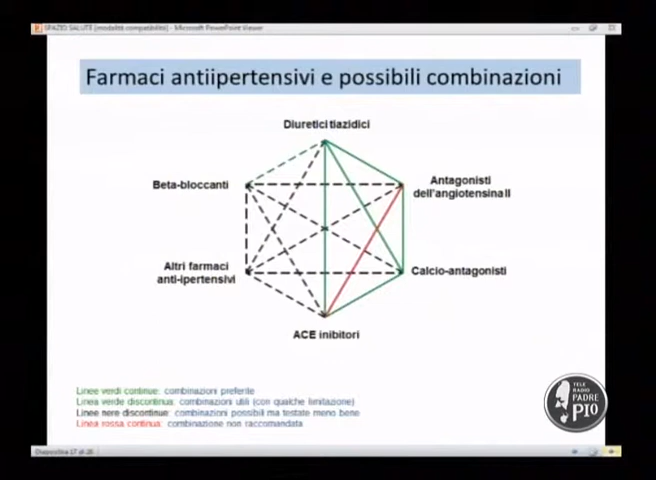 SPAZIO SALUTE [modalità compatibilità] - Microsoft PowerPoint Viewer
Farmaci antiipertensivi e possibili combinazioni
Diuretici tiazidici
Beta-bloccanti
Antagonisti
dell'angiotensinaII
Altri farmaci
anti-ipertensivi
Calcio-antagonisti
ACE inibitori
Linee verdi continue: combinazioni preferite
Linea verde discontinua: combinazioni utili (con qualche limitazione)
Linee nere discontinue: combinazioni possibili ma testate meno bene
Linea rossa continua: combinazione non raccomandata
TELE
RADIO
PADRE
PIO
Diapositiva 17 di 26